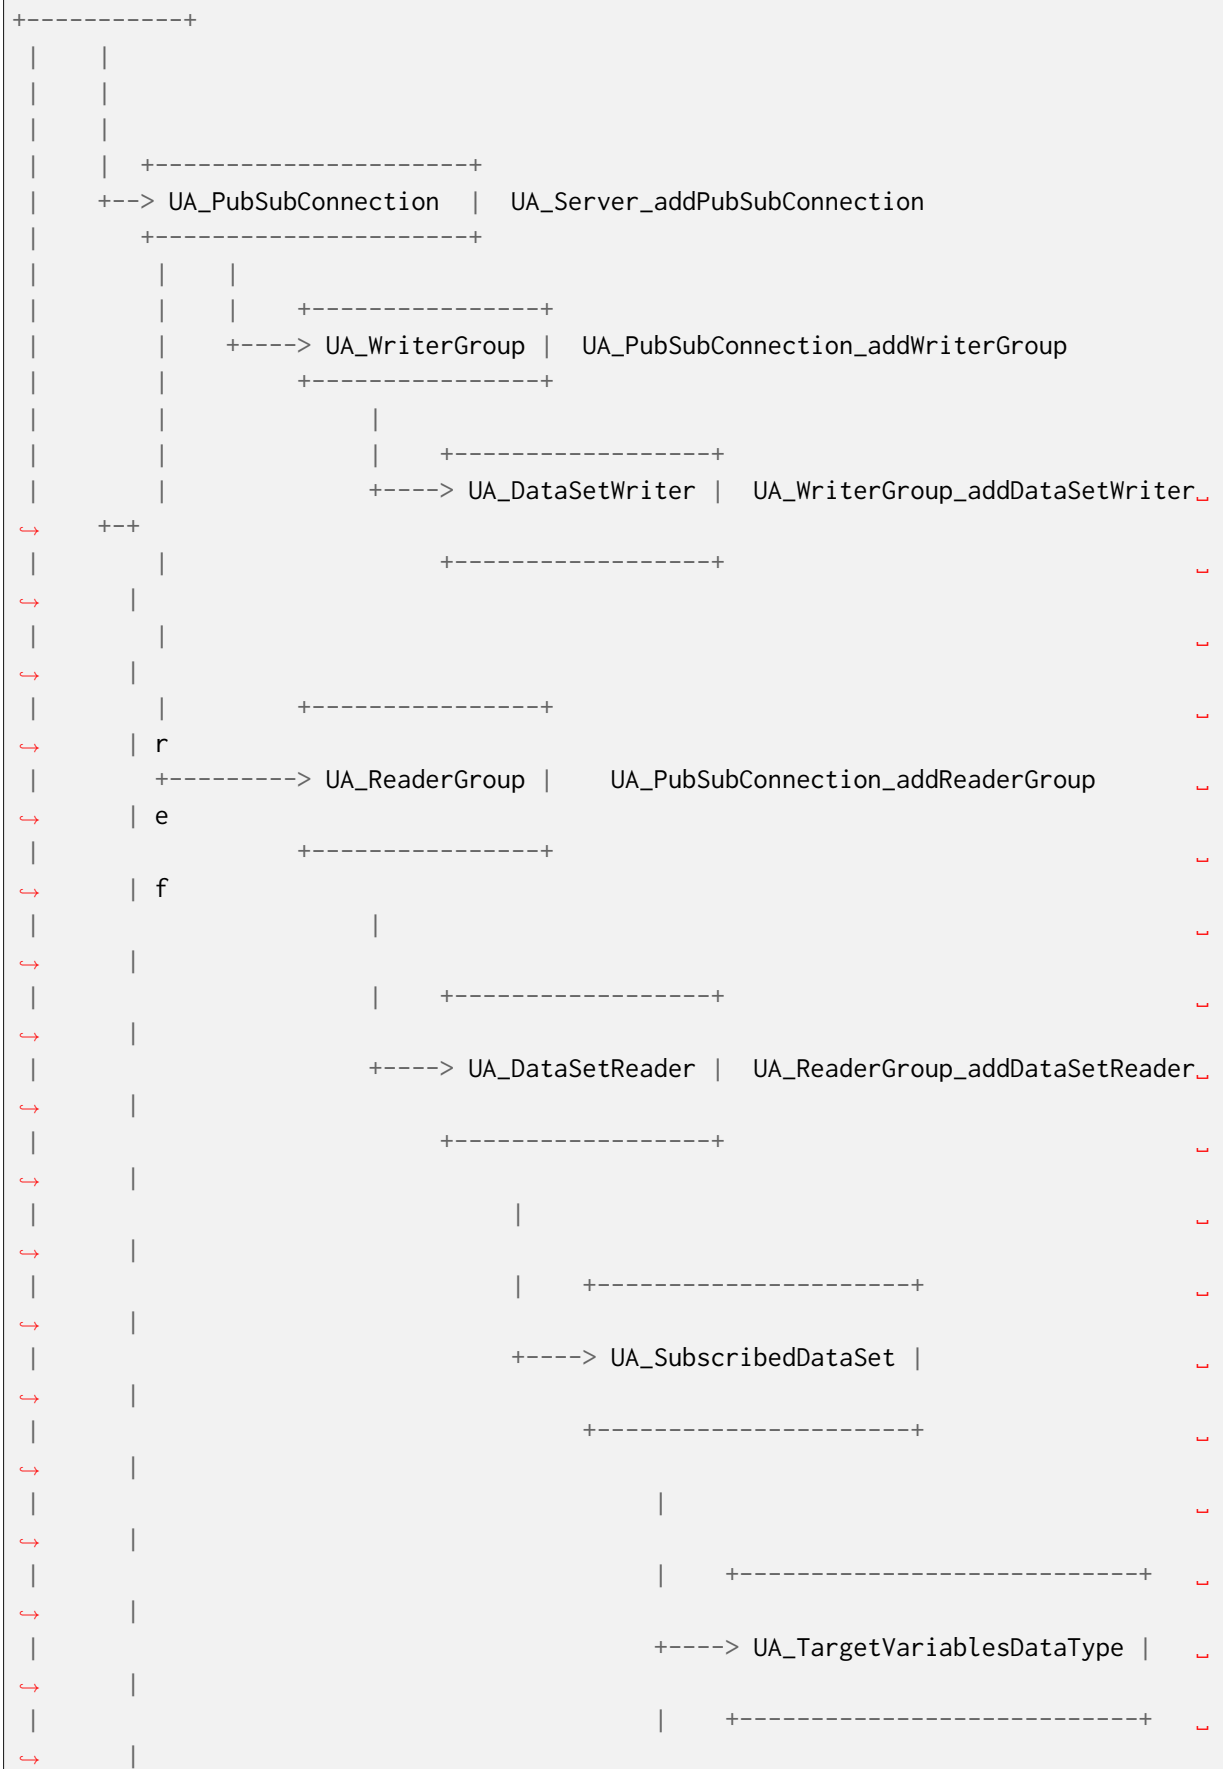 +-----------+
|     |
|     |
|     |
|     |  +----------------------+
|     +--> UA_PubSubConnection  |  UA_Server_addPubSubConnection
|        +----------------------+
|         |    |
|         |    |    +----------------+
|         |    +----> UA_WriterGroup |  UA_PubSubConnection_addWriterGroup
|         |         +----------------+
|         |              |
|         |              |    +------------------+
|         |              +----> UA_DataSetWriter |  UA_WriterGroup_addDataSetWriter␣
↪     +-+
|         |                   +------------------+                                 ␣
↪       |
|         |                                                                        ␣
↪       |
|         |         +----------------+                                             ␣
↪       | r
|         +---------> UA_ReaderGroup |    UA_PubSubConnection_addReaderGroup       ␣
↪       | e
|                   +----------------+                                             ␣
↪       | f
|                        |                                                         ␣
↪       |
|                        |    +------------------+                                 ␣
↪       |
|                        +----> UA_DataSetReader |  UA_ReaderGroup_addDataSetReader␣
↪       |
|                             +------------------+                                 ␣
↪       |
|                                  |                                               ␣
↪       |
|                                  |    +----------------------+                   ␣
↪       |
|                                  +----> UA_SubscribedDataSet |                   ␣
↪       |
|                                       +----------------------+                   ␣
↪       |
|                                            |                                     ␣
↪       |
|                                            |    +----------------------------+   ␣
↪       |
|                                            +----> UA_TargetVariablesDataType |   ␣
↪       |
|                                            |    +----------------------------+   ␣
↪       |